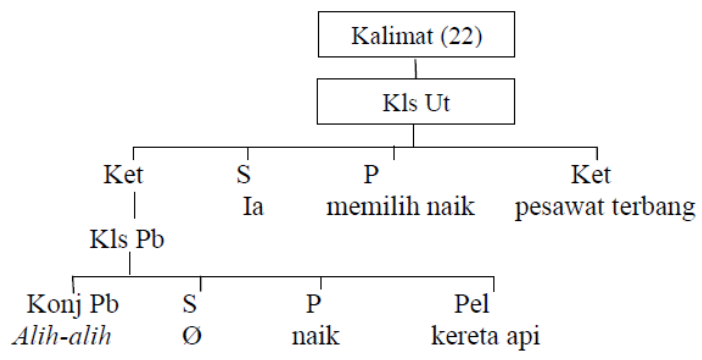 Kalimat (22)
Kls Ut
Ket S P Ket
Ia memilih naik pesawat terbang
Kls Pb
Konj Pb S P Pel
Alih-alih Ø naik kereta api